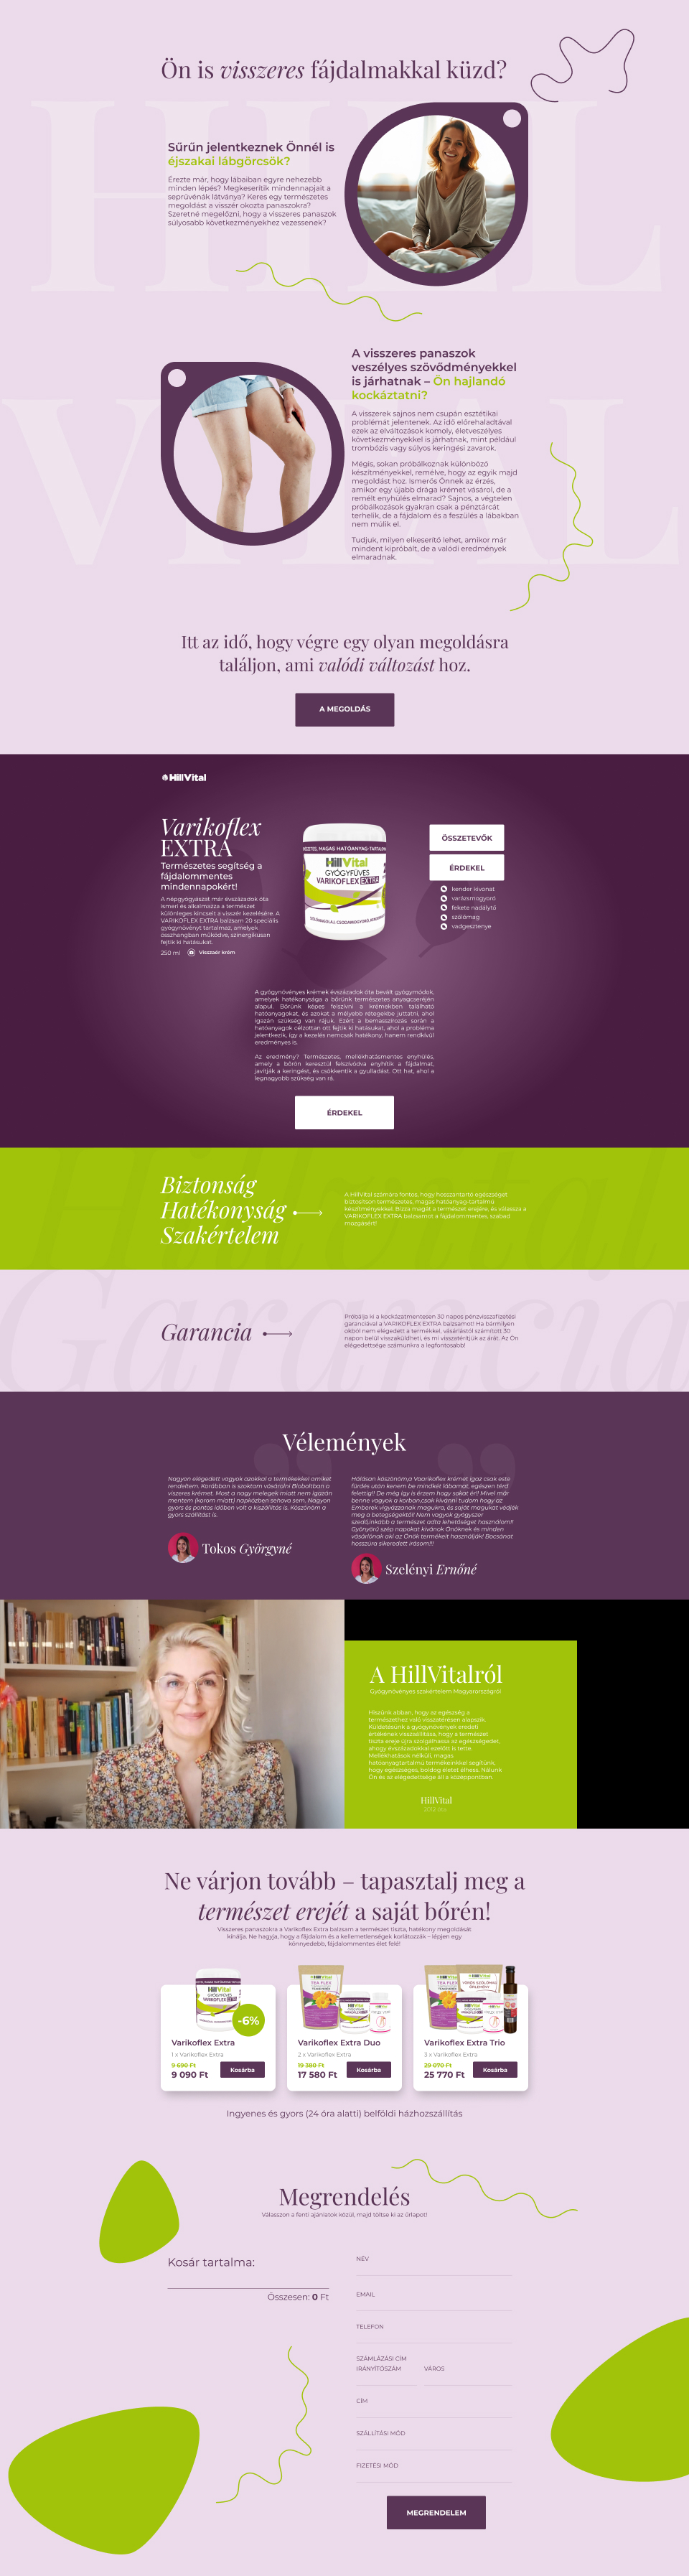 Ön is visszeres fájdalmakkal küzd?
HILL
Sűrűn jelentkeznek Önnél is
éjszakai lábgörcsök?
Érezte már, hogy lábaiban egyre nehezebb
minden lépés? Megkeserítik mindennapjait a
seprűvénák látványa? Keres egy természetes
megoldást a visszér okozta panaszokra?
Szeretné megelőzni, hogy a visszeres panaszok
súlyosabb következményekhez vezessenek?
VITAL
A visszeres panaszok
veszélyes szövődményekkel
is járhatnak – Ön hajlandó
kockáztatni?
A visszerek sajnos nem csupán esztétikai
problémát jelentenek. Az idő előrehaladtával
ezek az elváltozások komoly, életveszélyes
következményekkel is járhatnak, mint például
trombózis vagy súlyos keringési zavarok.
Mégis, sokan próbálkoznak különböző
készítményekkel, remélve, hogy az egyik majd
megoldást hoz. Ismerős Önnek az érzés,
amikor egy újabb drága krémet vásárol, de a
remélt enyhülés elmarad? Sajnos, a végtelen
próbálkozások gyakran csak a pénztárcát
terhelik, de a fájdalom és a feszülés a lábakban
nem múlik el.
Tudjuk, milyen elkeserítő lehet, amikor már
mindent kipróbált, de a valódi eredmények
elmaradnak.
Itt az idő, hogy végre egy olyan megoldásra
találjon, ami valódi változást hoz.
A MEGOLDÁS
HillVital
Varikoflex
EXTRA
Természetes segítség a
fájdalommentes
mindennapokért!
A népgyógyászat már évszázadok óta
ismeri és alkalmazza a természet
különleges kincseit a visszér kezelésére. A
VARIKOFLEX EXTRA balzsam 20 speciális
gyógynövényt tartalmaz, amelyek
összhangban működve, szinergikusan
fejtik ki hatásukat.
250 ml
Visszaér krém
HillVital
GYÓGYFÜVES
VARIKOFLEX EXTRA
ÖSSZETEVŐK
ÉRDEKEL
kender kivonat
varázsmogyoró
fekete nadálytő
szőlőmag
vadgesztenye
A gyógynövényes krémek évszázadok óta bevált gyógymódok,
amelyek hatékonysága a bőrünk természetes anyagcseréjén
alapul. Bőrünk képes felszívni a krémekben található
hatóanyagokat, és azokat a mélyebb rétegekbe juttatni, ahol
igazán szükség van rájuk. Ezért a bemasszírozás során a
hatóanyagok célzottan ott fejtik ki hatásukat, ahol a probléma
jelentkezik, így a kezelés nemcsak hatékony, hanem rendkívül
eredményes is.
Az eredmény? Természetes, mellékhatásmentes enyhülés,
amely a bőrön keresztül felszívódva enyhítik a fájdalmat,
javítják a keringést, és csökkentik a gyulladást. Ott hat, ahol a
legnagyobb szükség van rá.
ÉRDEKEL
Biztonság
Hatékonyság
Szakértelem
A HillVital számára fontos, hogy hosszantartó egészséget
biztosítson természetes, magas hatóanyag-tartalmú
készítményekkel. Bízza magát a természet erejére, és válassza a
VARIKOFLEX EXTRA balzsamot a fájdalommentes, szabad
mozgásért!
Garancia
Próbálja ki a kockázatmentesen 30 napos pénzvisszafizetési
garanciával a VARIKOFLEX EXTRA balzsamot! Ha bármilyen
okból nem elégedett a termékkel, vásárlástól számított 30
napon belül visszaküldheti, és mi visszatérítjük az árát. Az Ön
elégedettsége számunkra a legfontosabb!
Vélemények
Nagyon elégedett vagyok azokkal a termékekkel amiket
rendeltem. Korábban is szoktam vásárolni Bioboltban a
viszeres krémet. Most a nagy melegek miatt nem igázán
mentem (korom miatt) napközben sehova sem. Nagyon
gyors és pontos időben volt a kiszállítás is. Köszönöm a
gyors szállítást is.
Tokos Györgyné
Hálásan köszönöm,a Vaarikoflex krémet igaz csak este
fürdés után kenem be mindkét lábamat, egészen térd
felettig!! De még így is érzem hogy sokat ér!! Mivel már
benne vagyok a korban,csak kívánni tudom hogy az
Emberek vigyázzanak magukra, és saját magukat védjék
meg a betegségektől! Nem vagyok gyógyszer
szedő,inkább a természet adta lehetőséget használom!!
Gyönyörű szép napokat kívánok Önöknek és minden
vásárlónak aki az Önök termékeit használják! Bocsánat
hosszúra sikeredett írásom!!!
Szelényi Ernőné
A HillVitalról
Gyógynövényes szakértelem Magyarországról
Hiszünk abban, hogy az egészség a
természethez való visszatérésen alapszik.
Küldetésünk a gyógynövények eredeti
értékének visszaállítása, hogy a természet
tiszta ereje újra szolgálhassa az egészségedet,
ahogy évszázadokkal ezelőtt is tette.
Mellékhatások nélküli, magas
hatóanyagtartalmú termékeinkkel segítünk,
hogy egészséges, boldog életet élhess. Nálunk
Ön és az elégedettsége áll a középpontban.
HillVital
2012 óta
Ne várjon tovább – tapasztalj meg a
természet erejét a saját bőrén!
Visszeres panaszokra a Varikoflex Extra balzsam a természet tiszta, hatékony megoldását
kínálja. Ne hagyja, hogy a fájdalom és a kellemetlenségek korlátozzák – lépjen egy
könnyedebb, fájdalommentes élet felé!
-6%
Varikoflex Extra
1 x Varikoflex Extra
9 690 Ft
9 090 Ft
Kosárba
Varikoflex Extra Duo
2 x Varikoflex Extra
19 380 Ft
17 580 Ft
Kosárba
Varikoflex Extra Trio
3 x Varikoflex Extra
29 070 Ft
25 770 Ft
Kosárba
Ingyenes és gyors (24 óra alatti) belföldi házhozszállítás
Megrendelés
Válasszon a fenti ajánlatok közül, majd töltse ki az űrlapot!
Kosár tartalma:
Összesen: 0 Ft
NÉV
EMAIL
TELEFON
SZÁMLÁZÁSI CÍM
IRÁNYÍTÓSZÁM
VÁROS
CÍM
SZÁLLÍTÁSI MÓD
FIZETÉSI MÓD
MEGRENDELEM